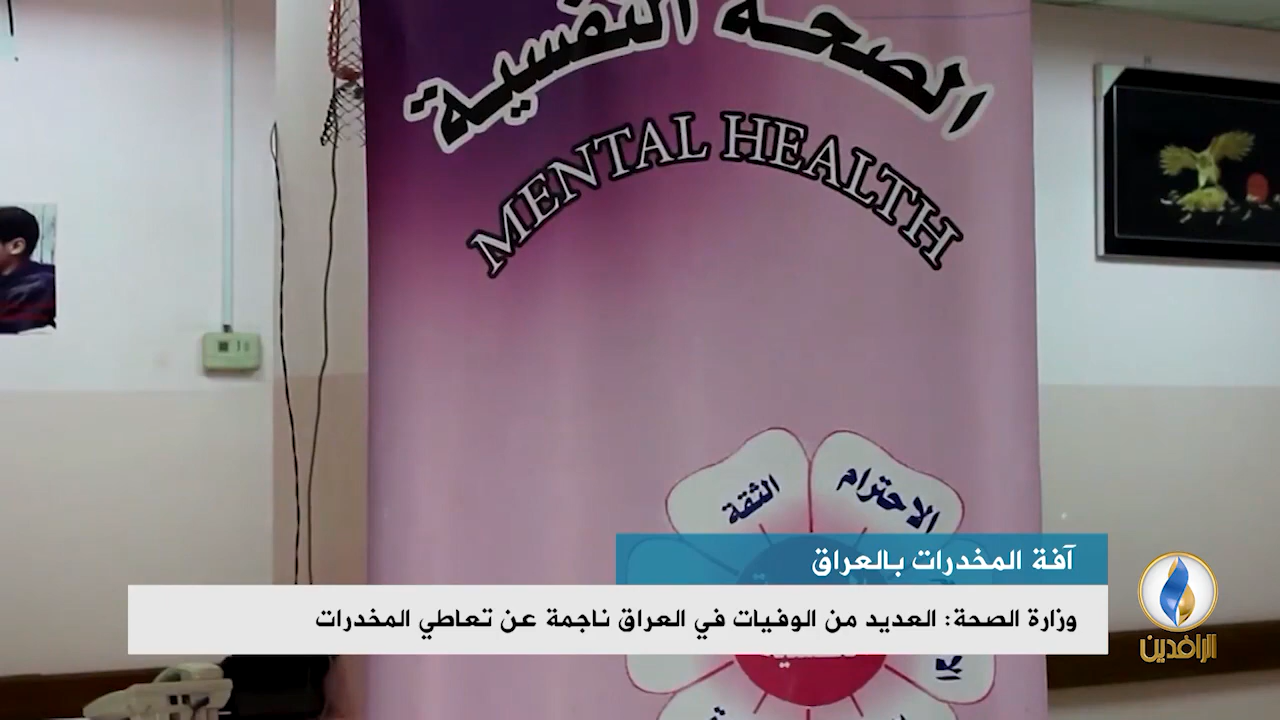 الصحة النفسية
MENTAL HEALTH
الاحترام
الثقة
آفة المخدرات بالعراق
وزارة الصحة: العديد من الوفيات في العراق ناجمة عن تعاطي المخدرات
الرافدين